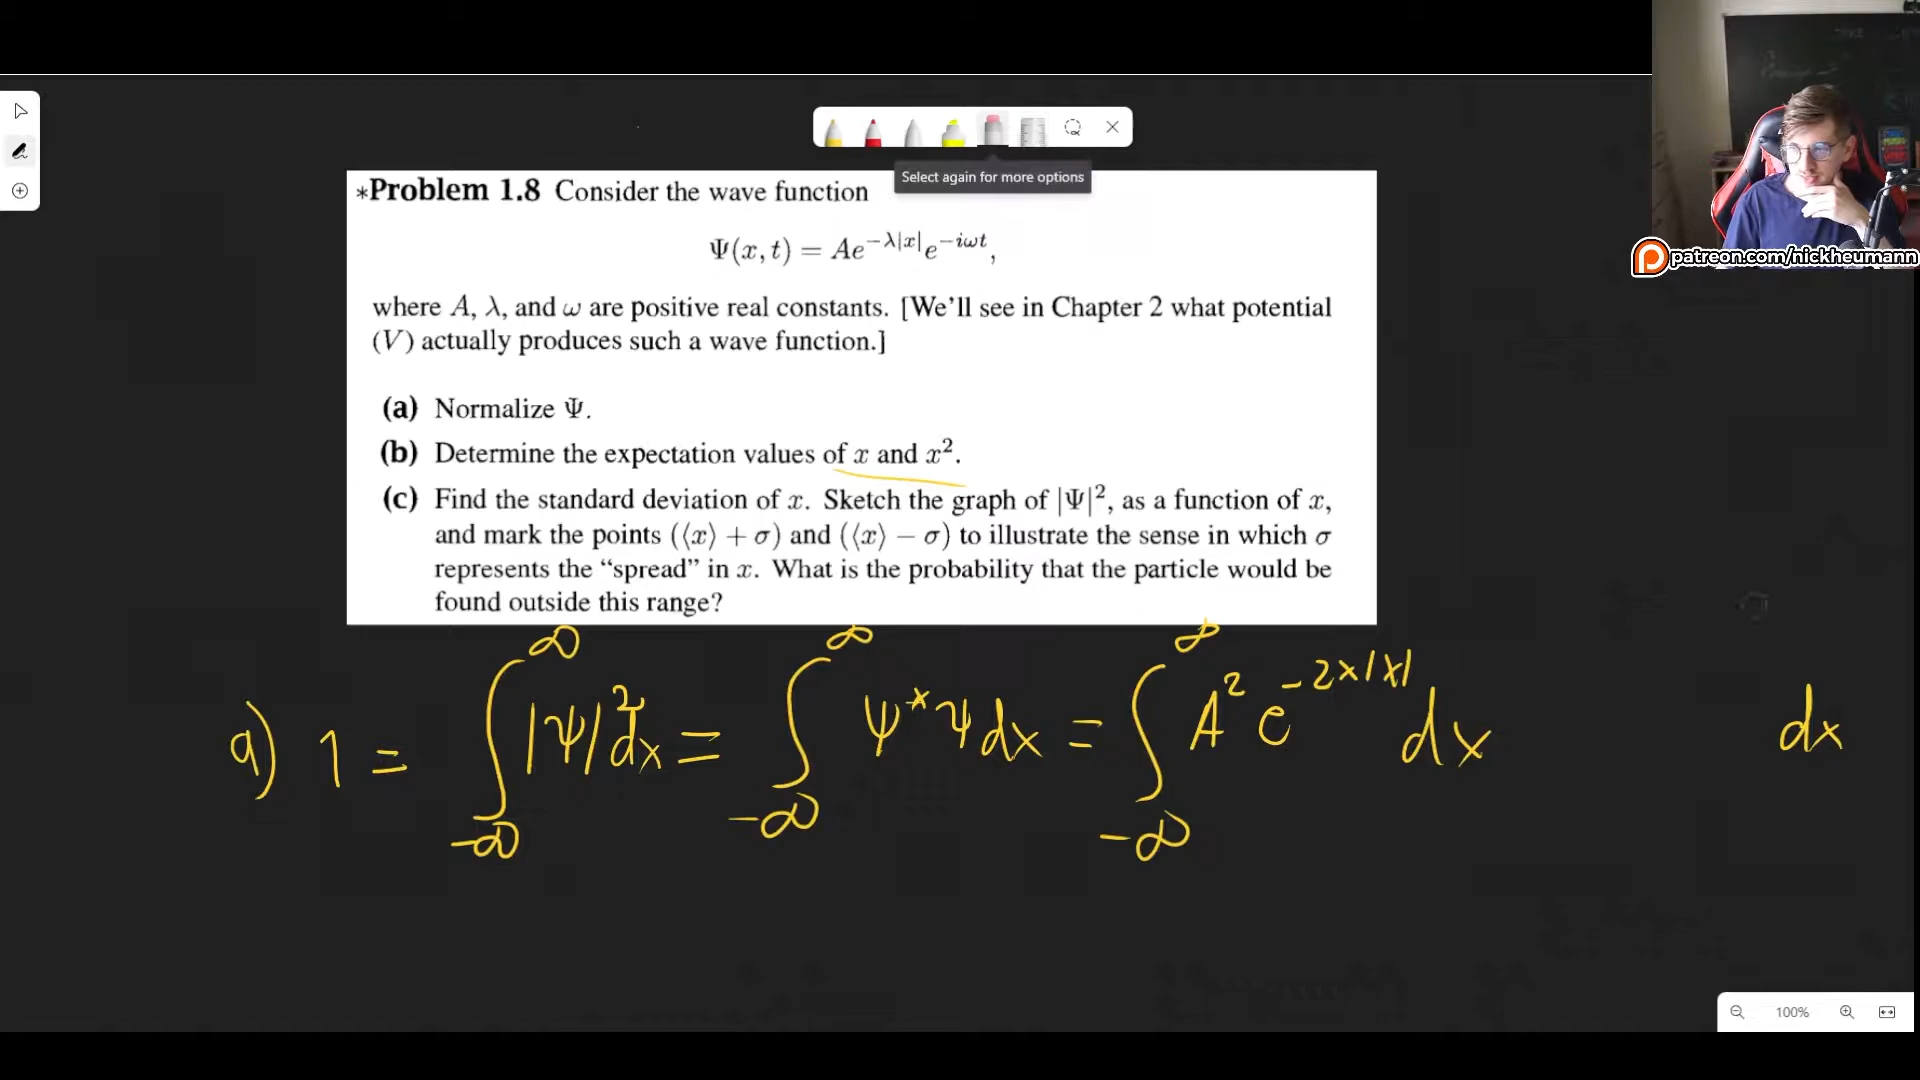 Select again for more options
*Problem 1.8 Consider the wave function
Ψ(x, t) = Ae^{−λ|x|}e^{−iωt},
where A, λ, and ω are positive real constants. [We’ll see in Chapter 2 what potential
(V) actually produces such a wave function.]
(a) Normalize Ψ.
(b) Determine the expectation values of x and x².
(c) Find the standard deviation of x. Sketch the graph of |Ψ|², as a function of x,
and mark the points (⟨x⟩ + σ) and (⟨x⟩ − σ) to illustrate the sense in which σ
represents the “spread” in x. What is the probability that the particle would be
found outside this range?
patreon.com/nickheumann
a) 1 = ∫_{-∞}^{∞} |ψ|² dx = ∫_{-∞}^{∞} ψ* ψ dx = ∫_{-∞}^{∞} A² e^{-2x|x|} dx dx
100%